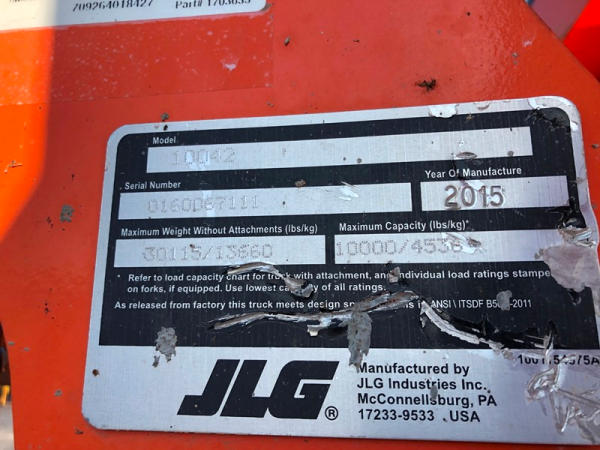 709264018427 Part# 1703635
Model
10042
Serial Number
0160067111
Year Of Manufacture
2015
Maximum Weight Without Attachments (lbs/kg)
30115/13660
Maximum Capacity (lbs/kg)*
10000/4536
* Refer to load capacity chart for truck with attachment, and individual load ratings stamped
on forks, if equipped. Use lowest capacity of all ratings.
As released from factory this truck meets design ANSI \ ITSDF
JLG®
Manufactured by
JLG Industries Inc.
McConnellsburg, PA
17233-9533 USA